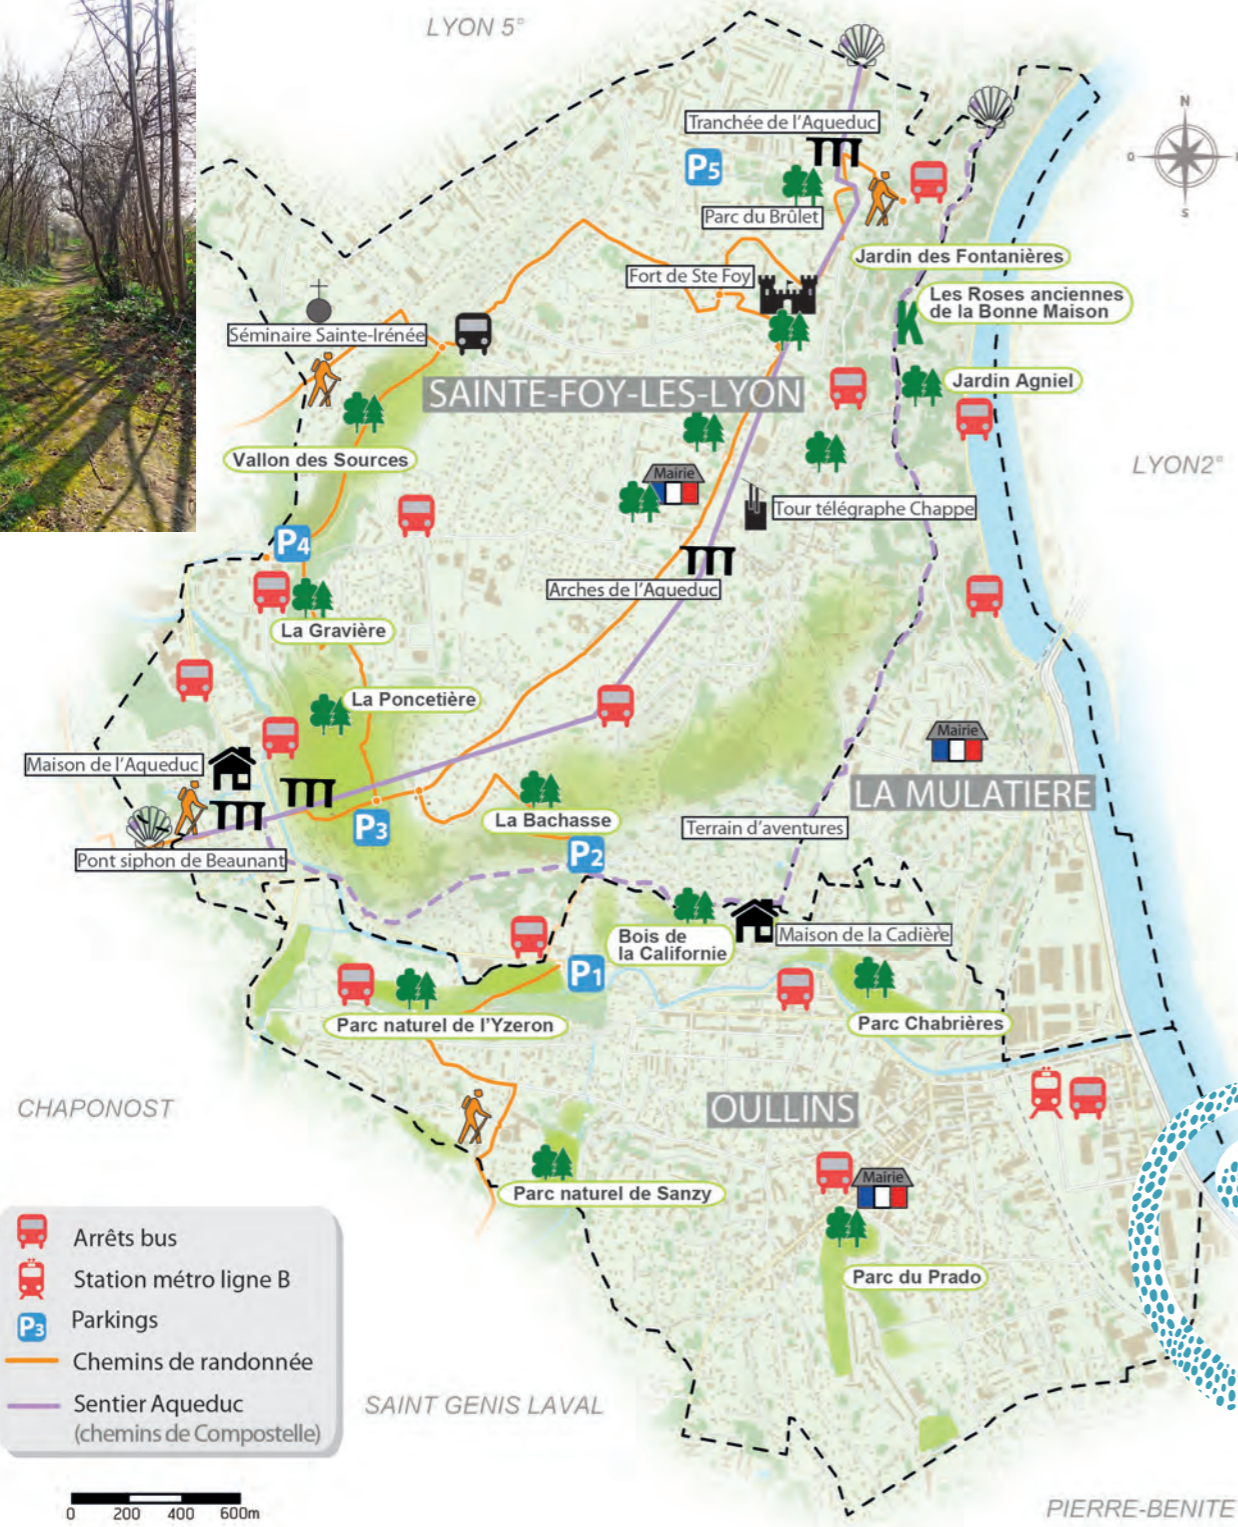 LYON 5°
Tranchée de l'Aqueduc
N
O
S
P5
Parc du Brûlet
Jardin des Fontanières
Fort de Ste Foy
Les Roses anciennes
de la Bonne Maison
K
Séminaire Sainte-Irénée
SAINTE-FOY-LES-LYON
Jardin Agniel
Vallon des Sources
LYON2°
Mairie
Tour télégraphe Chappe
P4
Arches de l'Aqueduc
La Gravière
La Poncetière
Mairie
Maison de l'Aqueduc
LA MULATIERE
La Bachasse
P3
Terrain d'aventures
P2
Pont siphon de Beaunant
Bois de
la Californie
Maison de la Cadière
P1
Parc naturel de l'Yzeron
Parc Chabrières
CHAPONOST
OULLINS
Mairie
Parc naturel de Sanzy
Parc du Prado
Arrêts bus
Station métro ligne B
P3
Parkings
Chemins de randonnée
Sentier Aqueduc
(chemins de Compostelle)
SAINT GENIS LAVAL
0 200 400 600m
PIERRE-BENITE